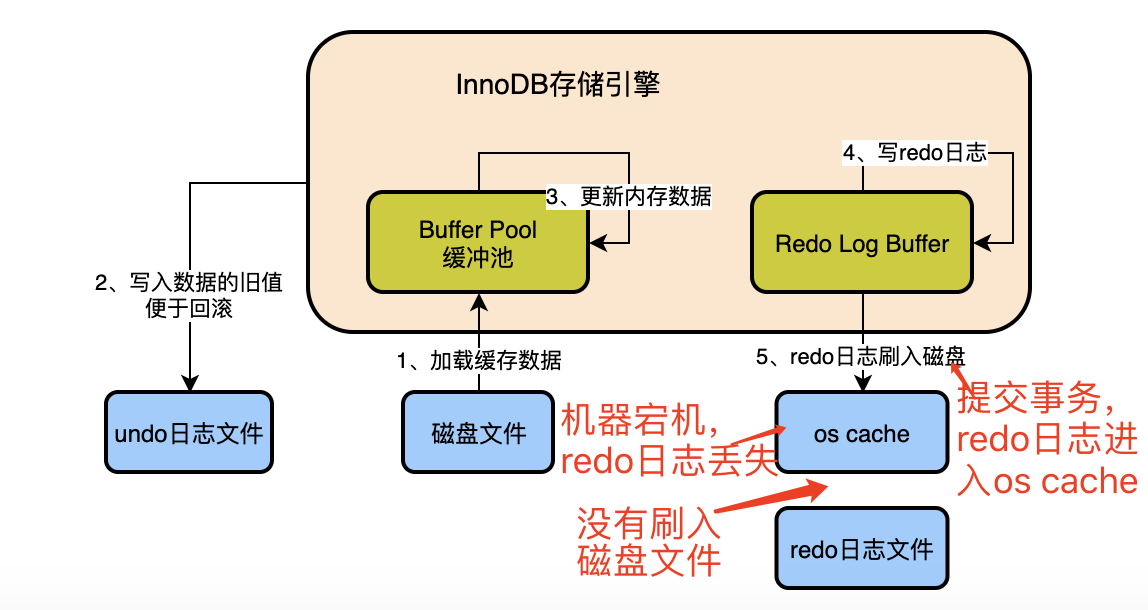 InnoDB存储引擎
4、写redo日志
3、更新内存数据
Buffer Pool
缓冲池
Redo Log Buffer
2、写入数据的旧值
便于回滚
1、加载缓存数据
5、redo日志刷入磁盘
undo日志文件
磁盘文件
机器宕机，
redo日志丢失
os cache
提交事务，
redo日志进
入os cache
没有刷入
磁盘文件
redo日志文件